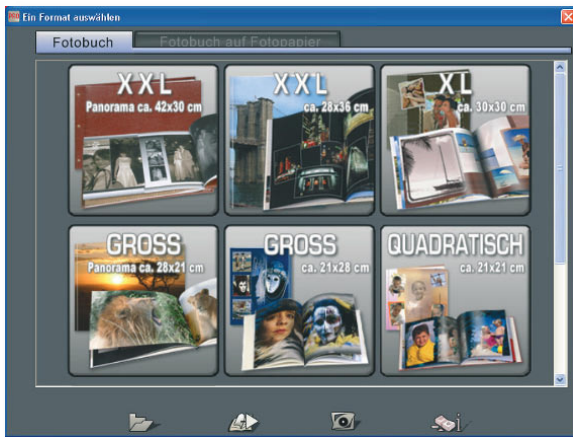 Ein Format auswählen
Fotobuch
Fotobuch auf Fotopapier
XXL
Panorama ca. 42x30 cm
XXL
ca. 28x36 cm
XL
ca. 30x30 cm
GROSS
Panorama ca. 28x21 cm
GROSS
ca. 21x28 cm
QUADRATISCH
ca. 21x21 cm